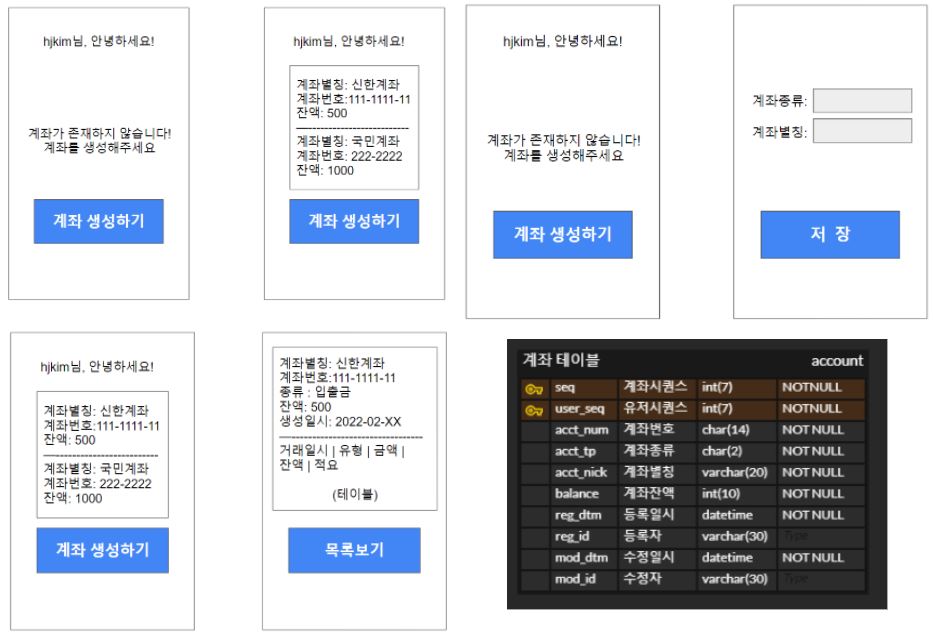 hjkim님, 안녕하세요!
계좌가 존재하지 않습니다!
계좌를 생성해주세요
계좌 생성하기
hjkim님, 안녕하세요!
계좌별칭: 신한계좌
계좌번호:111-1111-11
잔액: 500
계좌별칭: 국민계좌
계좌번호: 222-2222
잔액: 1000
계좌 생성하기
hjkim님, 안녕하세요!
계좌가 존재하지 않습니다!
계좌를 생성해주세요
계좌 생성하기
계좌종류:
계좌별칭:
저 장
hjkim님, 안녕하세요!
계좌별칭: 신한계좌
계좌번호:111-1111-11
잔액: 500
계좌별칭: 국민계좌
계좌번호: 222-2222
잔액: 1000
계좌 생성하기
계좌별칭: 신한계좌
계좌번호:111-1111-11
종류 : 입출금
잔액: 500
생성일시: 2022-02-XX
거래일시 | 유형 | 금액 |
잔액 | 적요
(테이블)
목록보기
계좌 테이블 account
seq 계좌시퀀스 int(7) NOTNULL
user_seq 유저시퀀스 int(7) NOTNULL
acct_num 계좌번호 char(14) NOT NULL
acct_tp 계좌종류 char(2) NOT NULL
acct_nick 계좌별칭 varchar(20) NOT NULL
balance 계좌잔액 int(10) NOT NULL
reg_dtm 등록일시 datetime NOT NULL
reg_id 등록자 varchar(30) Type
mod_dtm 수정일시 datetime NOT NULL
mod_id 수정자 varchar(30) Type